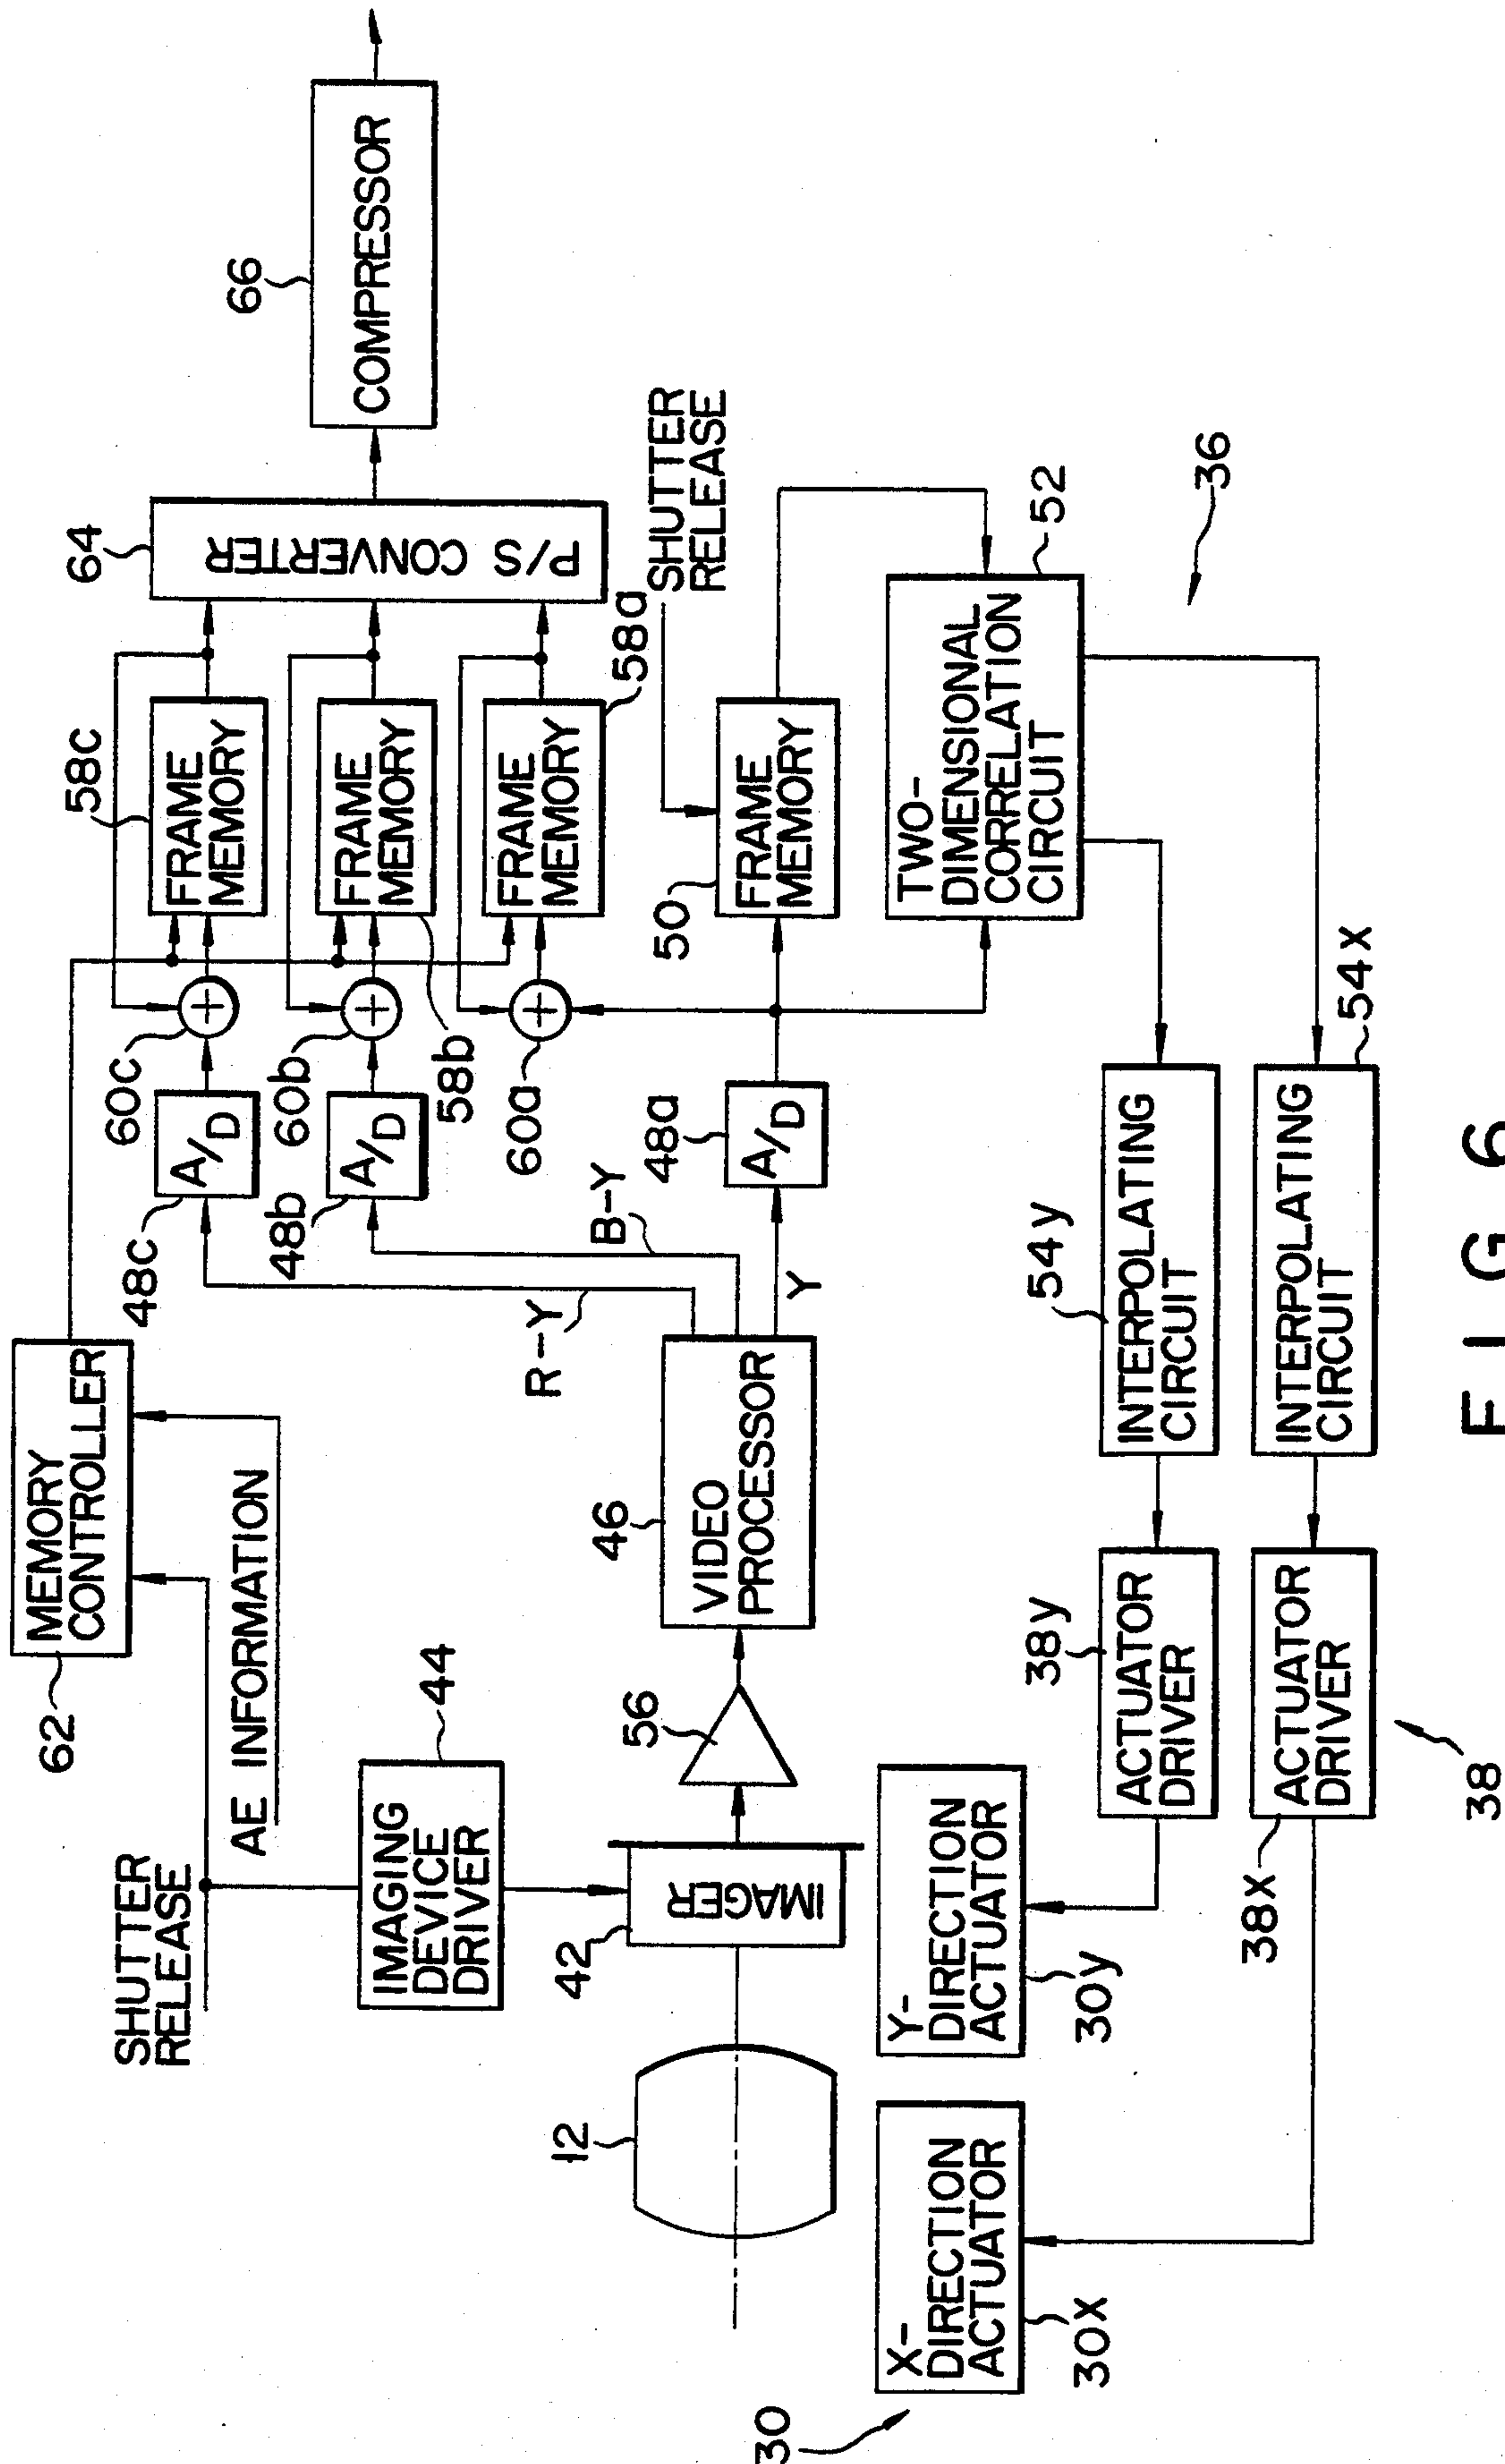 SHUTTER
RELEASE
AE INFORMATION
62
MEMORY
CONTROLLER
44
IMAGING
DEVICE
DRIVER
12
42
IMAGER
56
46
VIDEO
PROCESSOR
R-Y
B-Y
Y
48c
A/D
48b
A/D
48a
A/D
60c
60b
60a
58c
FRAME
MEMORY
58b
FRAME
MEMORY
58a
FRAME
MEMORY
64
P/S CONVERTER
66
COMPRESSOR
SHUTTER
RELEASE
50
FRAME
MEMORY
52
TWO-
DIMENSIONAL
CORRELATION
CIRCUIT
36
54y
INTERPOLATING
CIRCUIT
54x
INTERPOLATING
CIRCUIT
38y
ACTUATOR
DRIVER
38x
ACTUATOR
DRIVER
38
30
X-
DIRECTION
ACTUATOR
30x
Y-
DIRECTION
ACTUATOR
30y
FIG 6